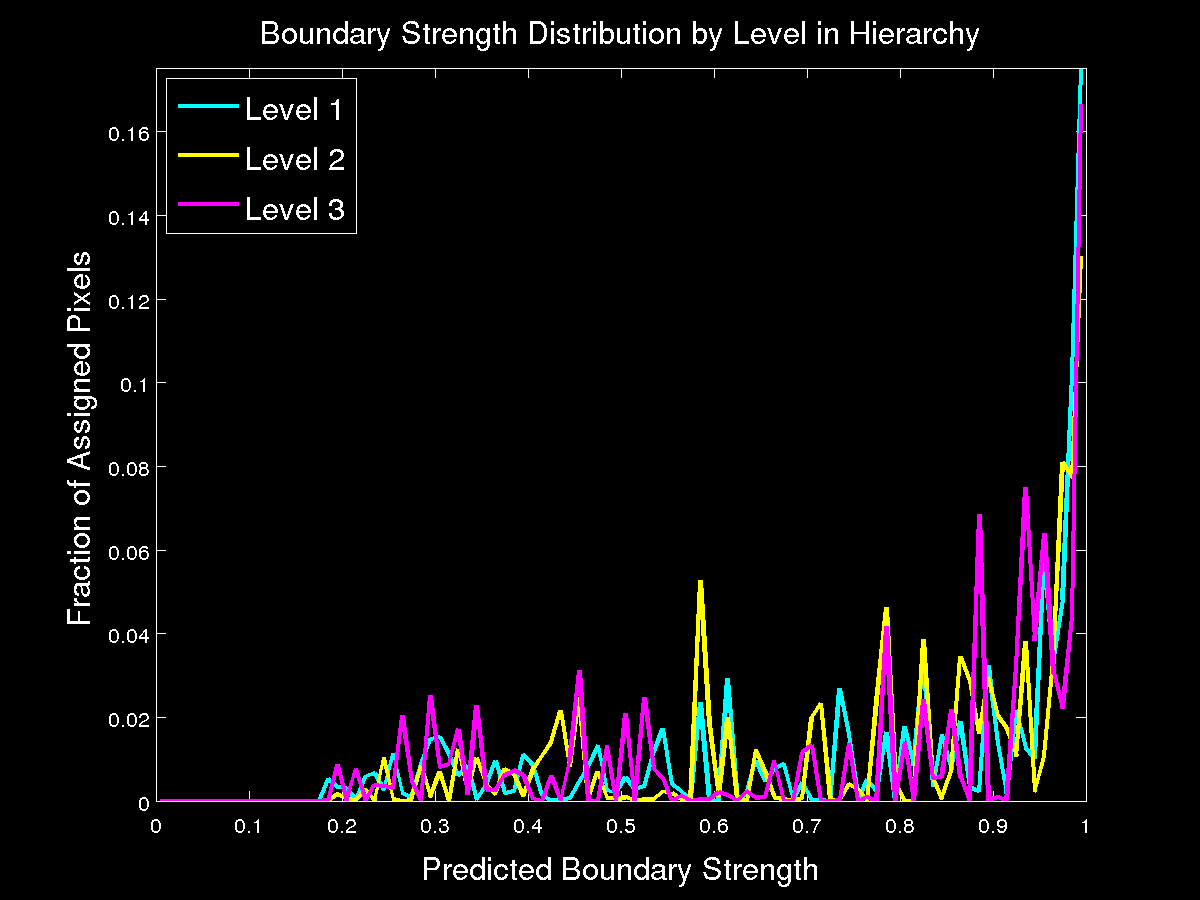 Boundary Strength Distribution by Level in Hierarchy
Level 1
Level 2
Level 3
0.16
0.14
0.12
0.1
0.08
0.06
0.04
0.02
0
Fraction of Assigned Pixels
0 0.1 0.2 0.3 0.4 0.5 0.6 0.7 0.8 0.9 1
Predicted Boundary Strength